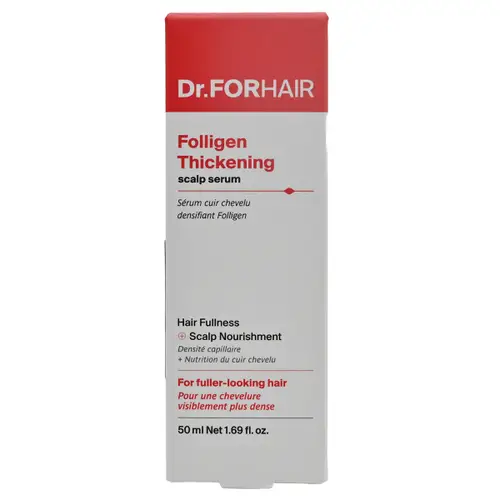 Dr.FORHAIR
Folligen
Thickening
scalp serum
Sérum cuir chevelu
densifiant Folligen
Hair Fullness
+ Scalp Nourishment
Densité capillaire
+ Nutrition du cuir chevelu
For fuller-looking hair
Pour une chevelure
visiblement plus dense
50 ml 1.69 fl. oz.